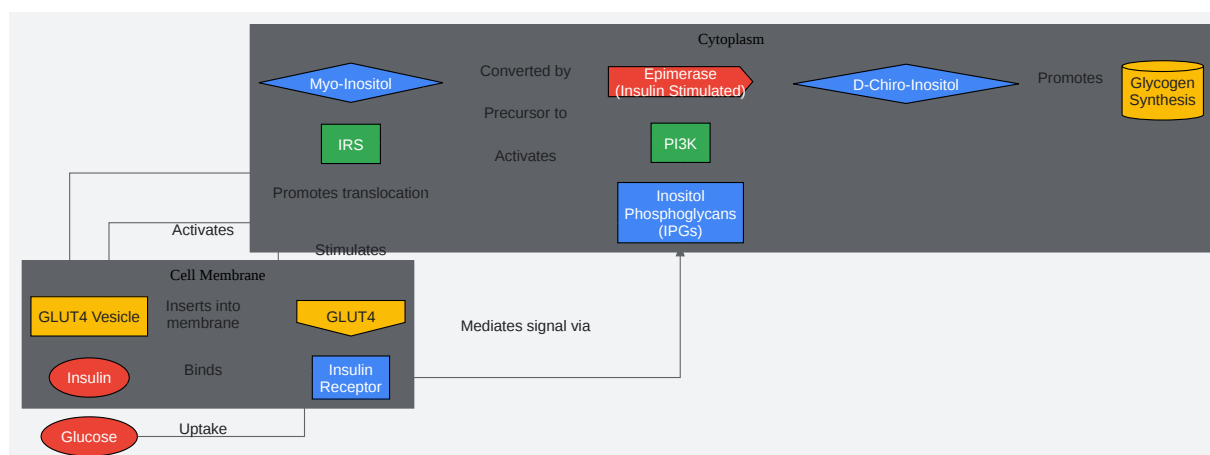 Cytoplasm
Myo-Inositol
Converted by
Epimerase
(Insulin Stimulated)
D-Chiro-Inositol
Promotes
Glycogen
Synthesis
Precursor to
IRS
Activates
PI3K
Promotes translocation
Inositol
Phosphoglycans
(IPGs)
Activates
Stimulates
Cell Membrane
GLUT4 Vesicle
Inserts into
membrane
GLUT4
Mediates signal via
Insulin
Binds
Insulin
Receptor
Glucose
Uptake